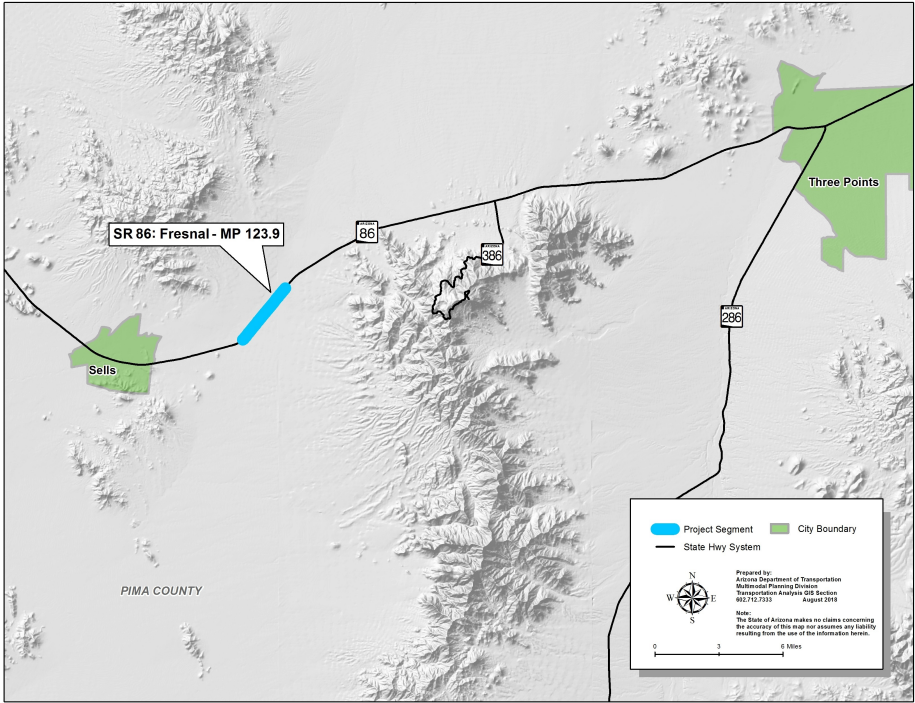 Three Points
SR 86: Fresnal - MP 123.9
ARIZONA
86
ARIZONA
386
ARIZONA
286
Sells
PIMA COUNTY
Project Segment
City Boundary
State Hwy System
N
W
E
S
Prepared by:
Arizona Department of Transportation
Multimodal Planning Division
Transportation Analysis GIS Section
602.712.7333 August 2018
Note:
The State of Arizona makes no claims concerning
the accuracy of this map nor assumes any liability
resulting from the use of the information herein.
0 3 6 Miles